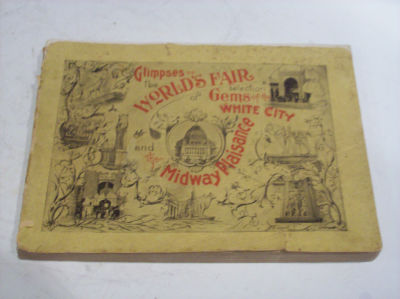 Glimpses of
the
WORLD'S FAIR
selection
of Gems of the
WHITE CITY
and
the
Midway Plaisance